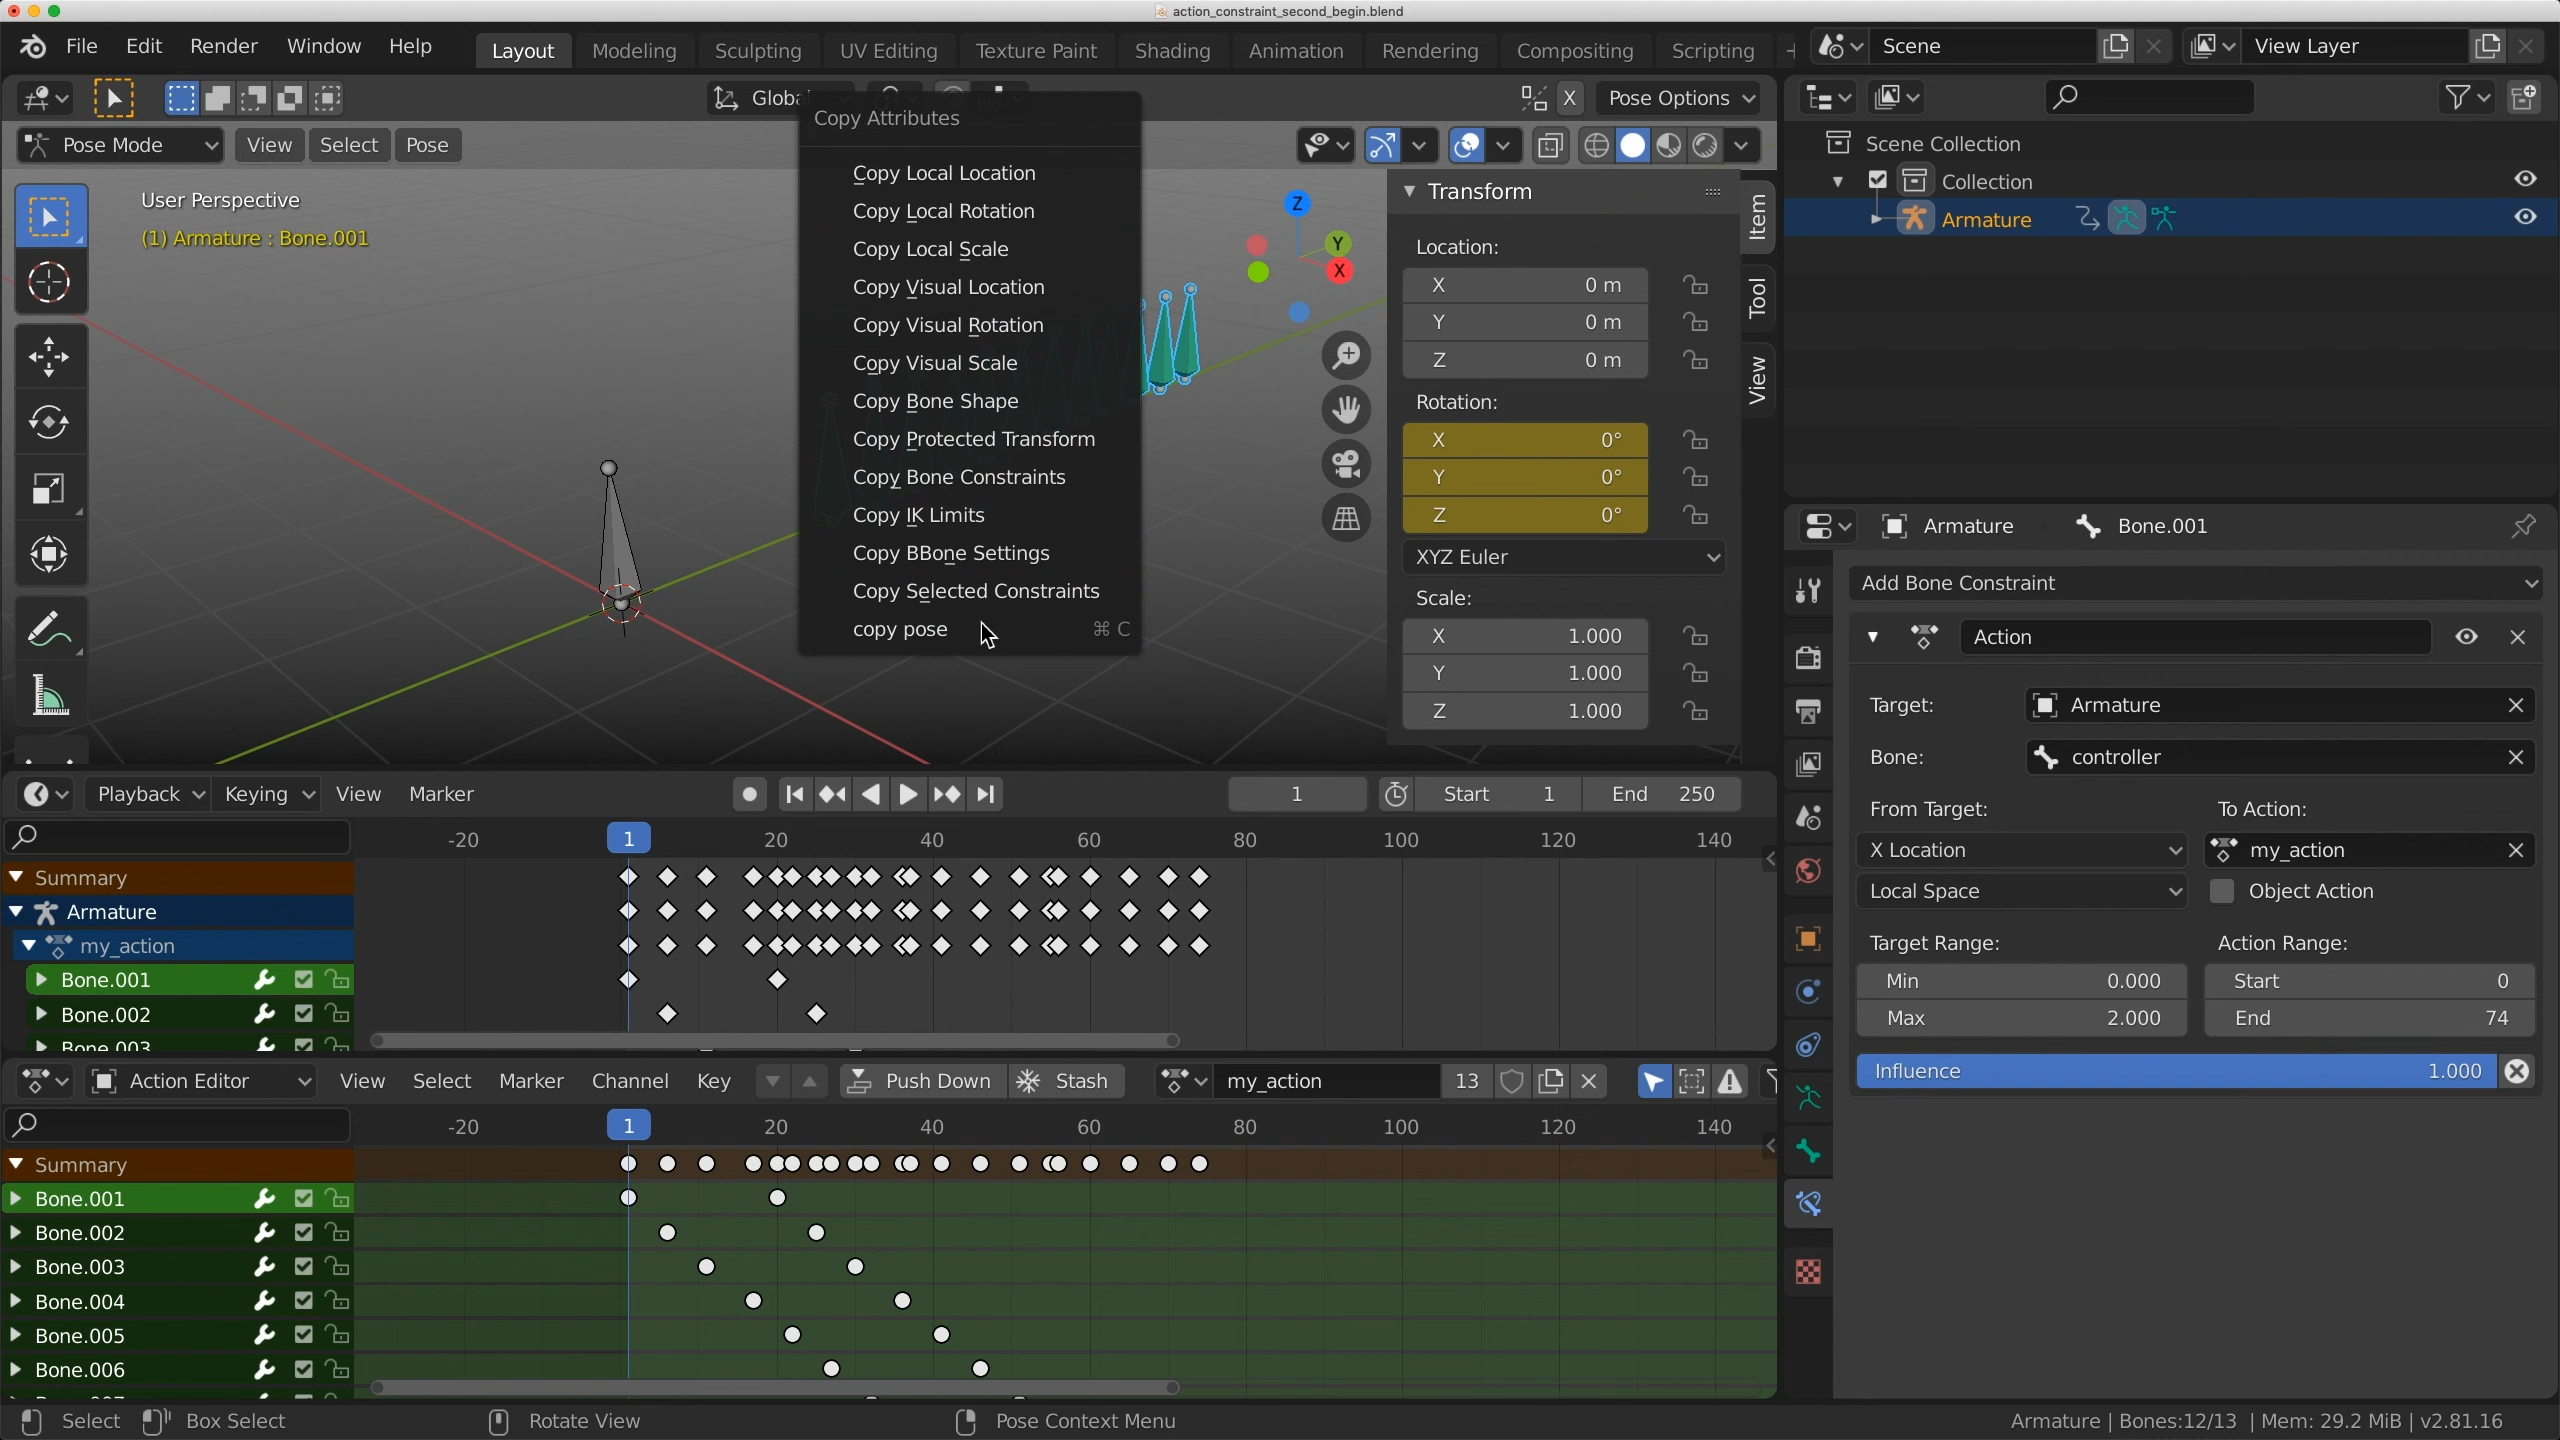 action_constraint_second_begin.blend
File Edit Render Window Help
Layout Modeling Sculpting UV Editing Texture Paint Shading Animation Rendering Compositing Scripting +
Scene
View Layer
X Pose Options
Copy Attributes
Copy Local Location
Copy Local Rotation
Copy Local Scale
Copy Visual Location
Copy Visual Rotation
Copy Visual Scale
Copy Bone Shape
Copy Protected Transform
Copy Bone Constraints
Copy IK Limits
Copy BBone Settings
Copy Selected Constraints
copy pose ⌘ C
Pose Mode View Select Pose
User Perspective
(1) Armature : Bone.001
Z
Y
X
Transform
Location:
X 0 m
Y 0 m
Z 0 m
Rotation:
X 0°
Y 0°
Z 0°
XYZ Euler
Scale:
X 1.000
Y 1.000
Z 1.000
Item
Tool
View
Scene Collection
Collection
Armature
Armature Bone.001
Add Bone Constraint
Action
Target: Armature
Bone: controller
From Target: To Action:
X Location my_action
Local Space Object Action
Target Range: Action Range:
Min 0.000 Start 0
Max 2.000 End 74
Influence 1.000
Playback Keying View Marker
1 Start 1 End 250
-20 1 20 40 60 80 100 120 140
Summary
Armature
my_action
Bone.001
Bone.002
Bone.003
Action Editor View Select Marker Channel Key Push Down Stash my_action 13
-20 1 20 40 60 80 100 120 140
Summary
Bone.001
Bone.002
Bone.003
Bone.004
Bone.005
Bone.006
Select Box Select Rotate View Pose Context Menu Armature | Bones:12/13 | Mem: 29.2 MiB | v2.81.16